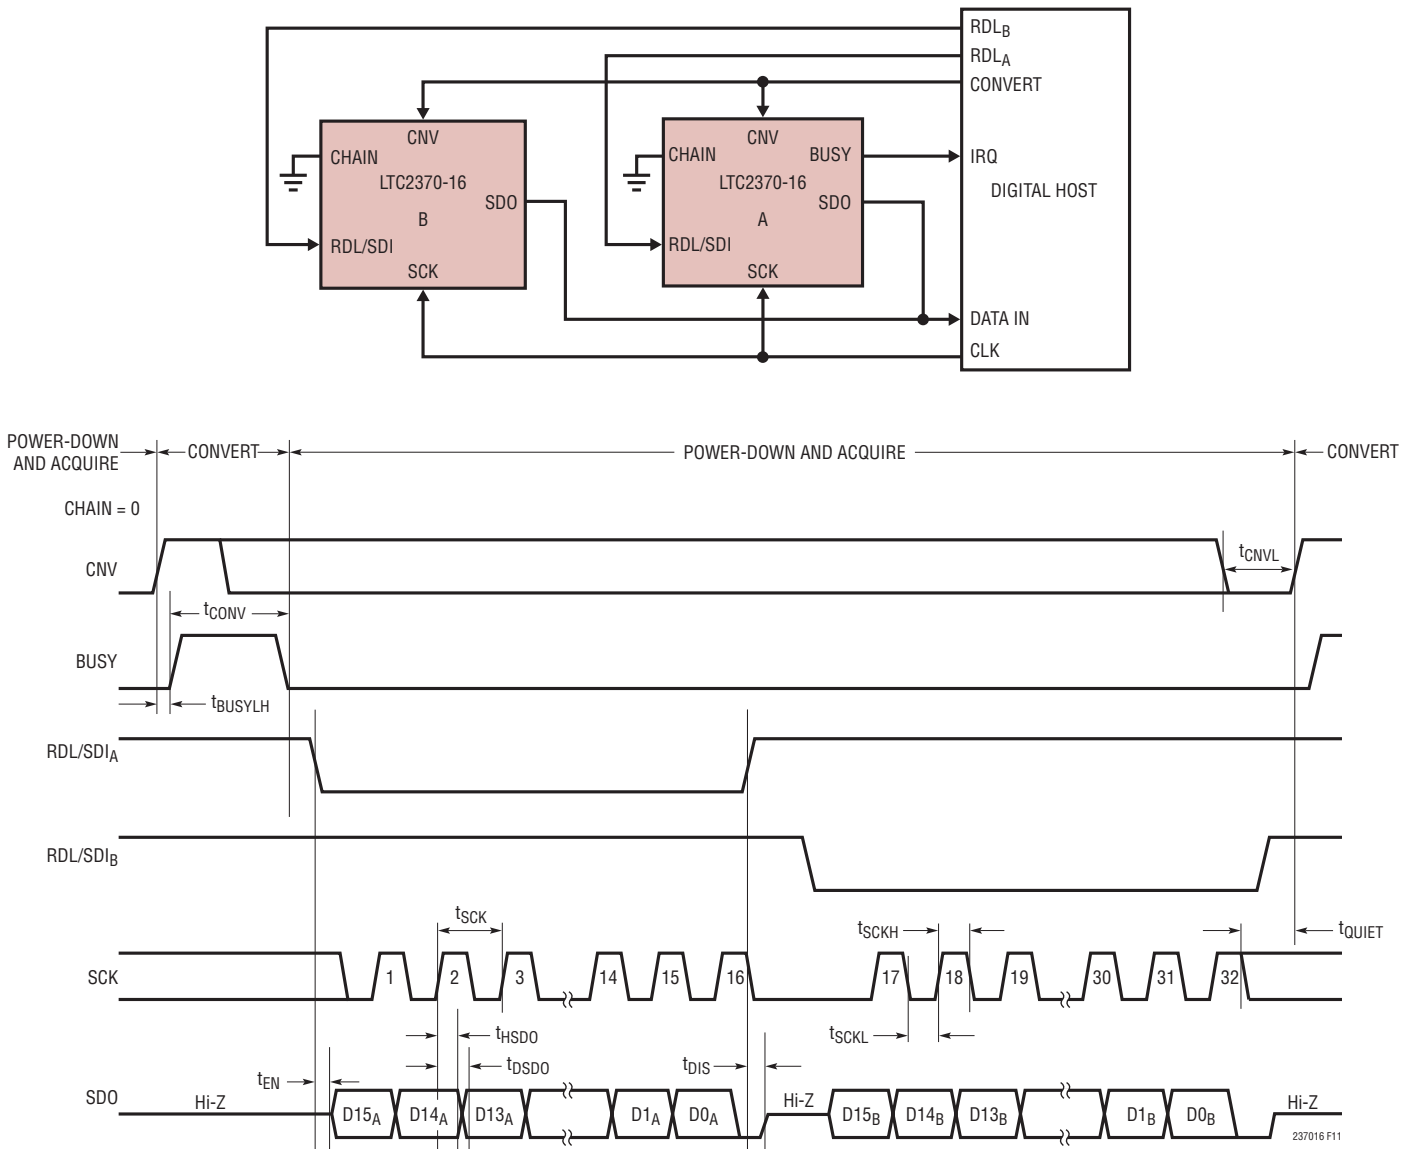 RDLB
RDLA
CONVERT
CNV
CNV
CHAIN
CHAIN
BUSY
IRQ
LTC2370-16
LTC2370-16
DIGITAL HOST
SDO
SDO
B
A
RDL/SDI
RDL/SDI
SCK
SCK
DATA IN
CLK
POWER-DOWN
AND ACQUIRE
CONVERT
POWER-DOWN AND ACQUIRE
CONVERT
CHAIN = 0
CNV
tCNVL
tCONV
BUSY
tBUSYLH
RDL/SDIA
RDL/SDIB
tSCK
tSCKH
tQUIET
SCK
1 2 3 14 15 16 17 18 19 30 31 32
tHSDO
tSCKL
tDSDO
tDIS
tEN
SDO
Hi-Z
D15A D14A D13A D1A D0A
Hi-Z
D15B D14B D13B D1B D0B
Hi-Z
237016 F11